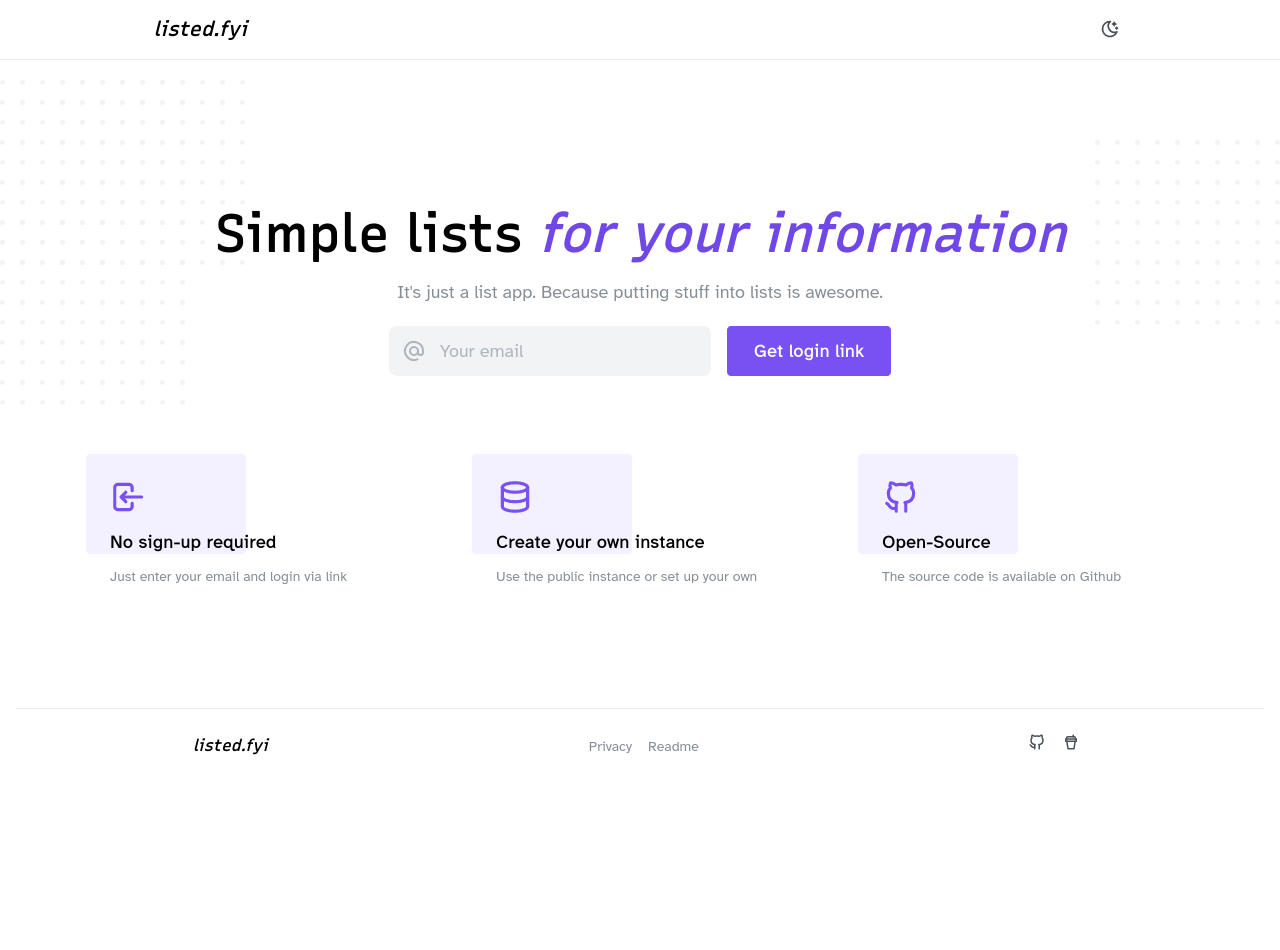 listed.fyi
Simple lists for your information
It's just a list app. Because putting stuff into lists is awesome.
Your email
Get login link
No sign-up required
Just enter your email and login via link
Create your own instance
Use the public instance or set up your own
Open-Source
The source code is available on Github
listed.fyi
Privacy
Readme